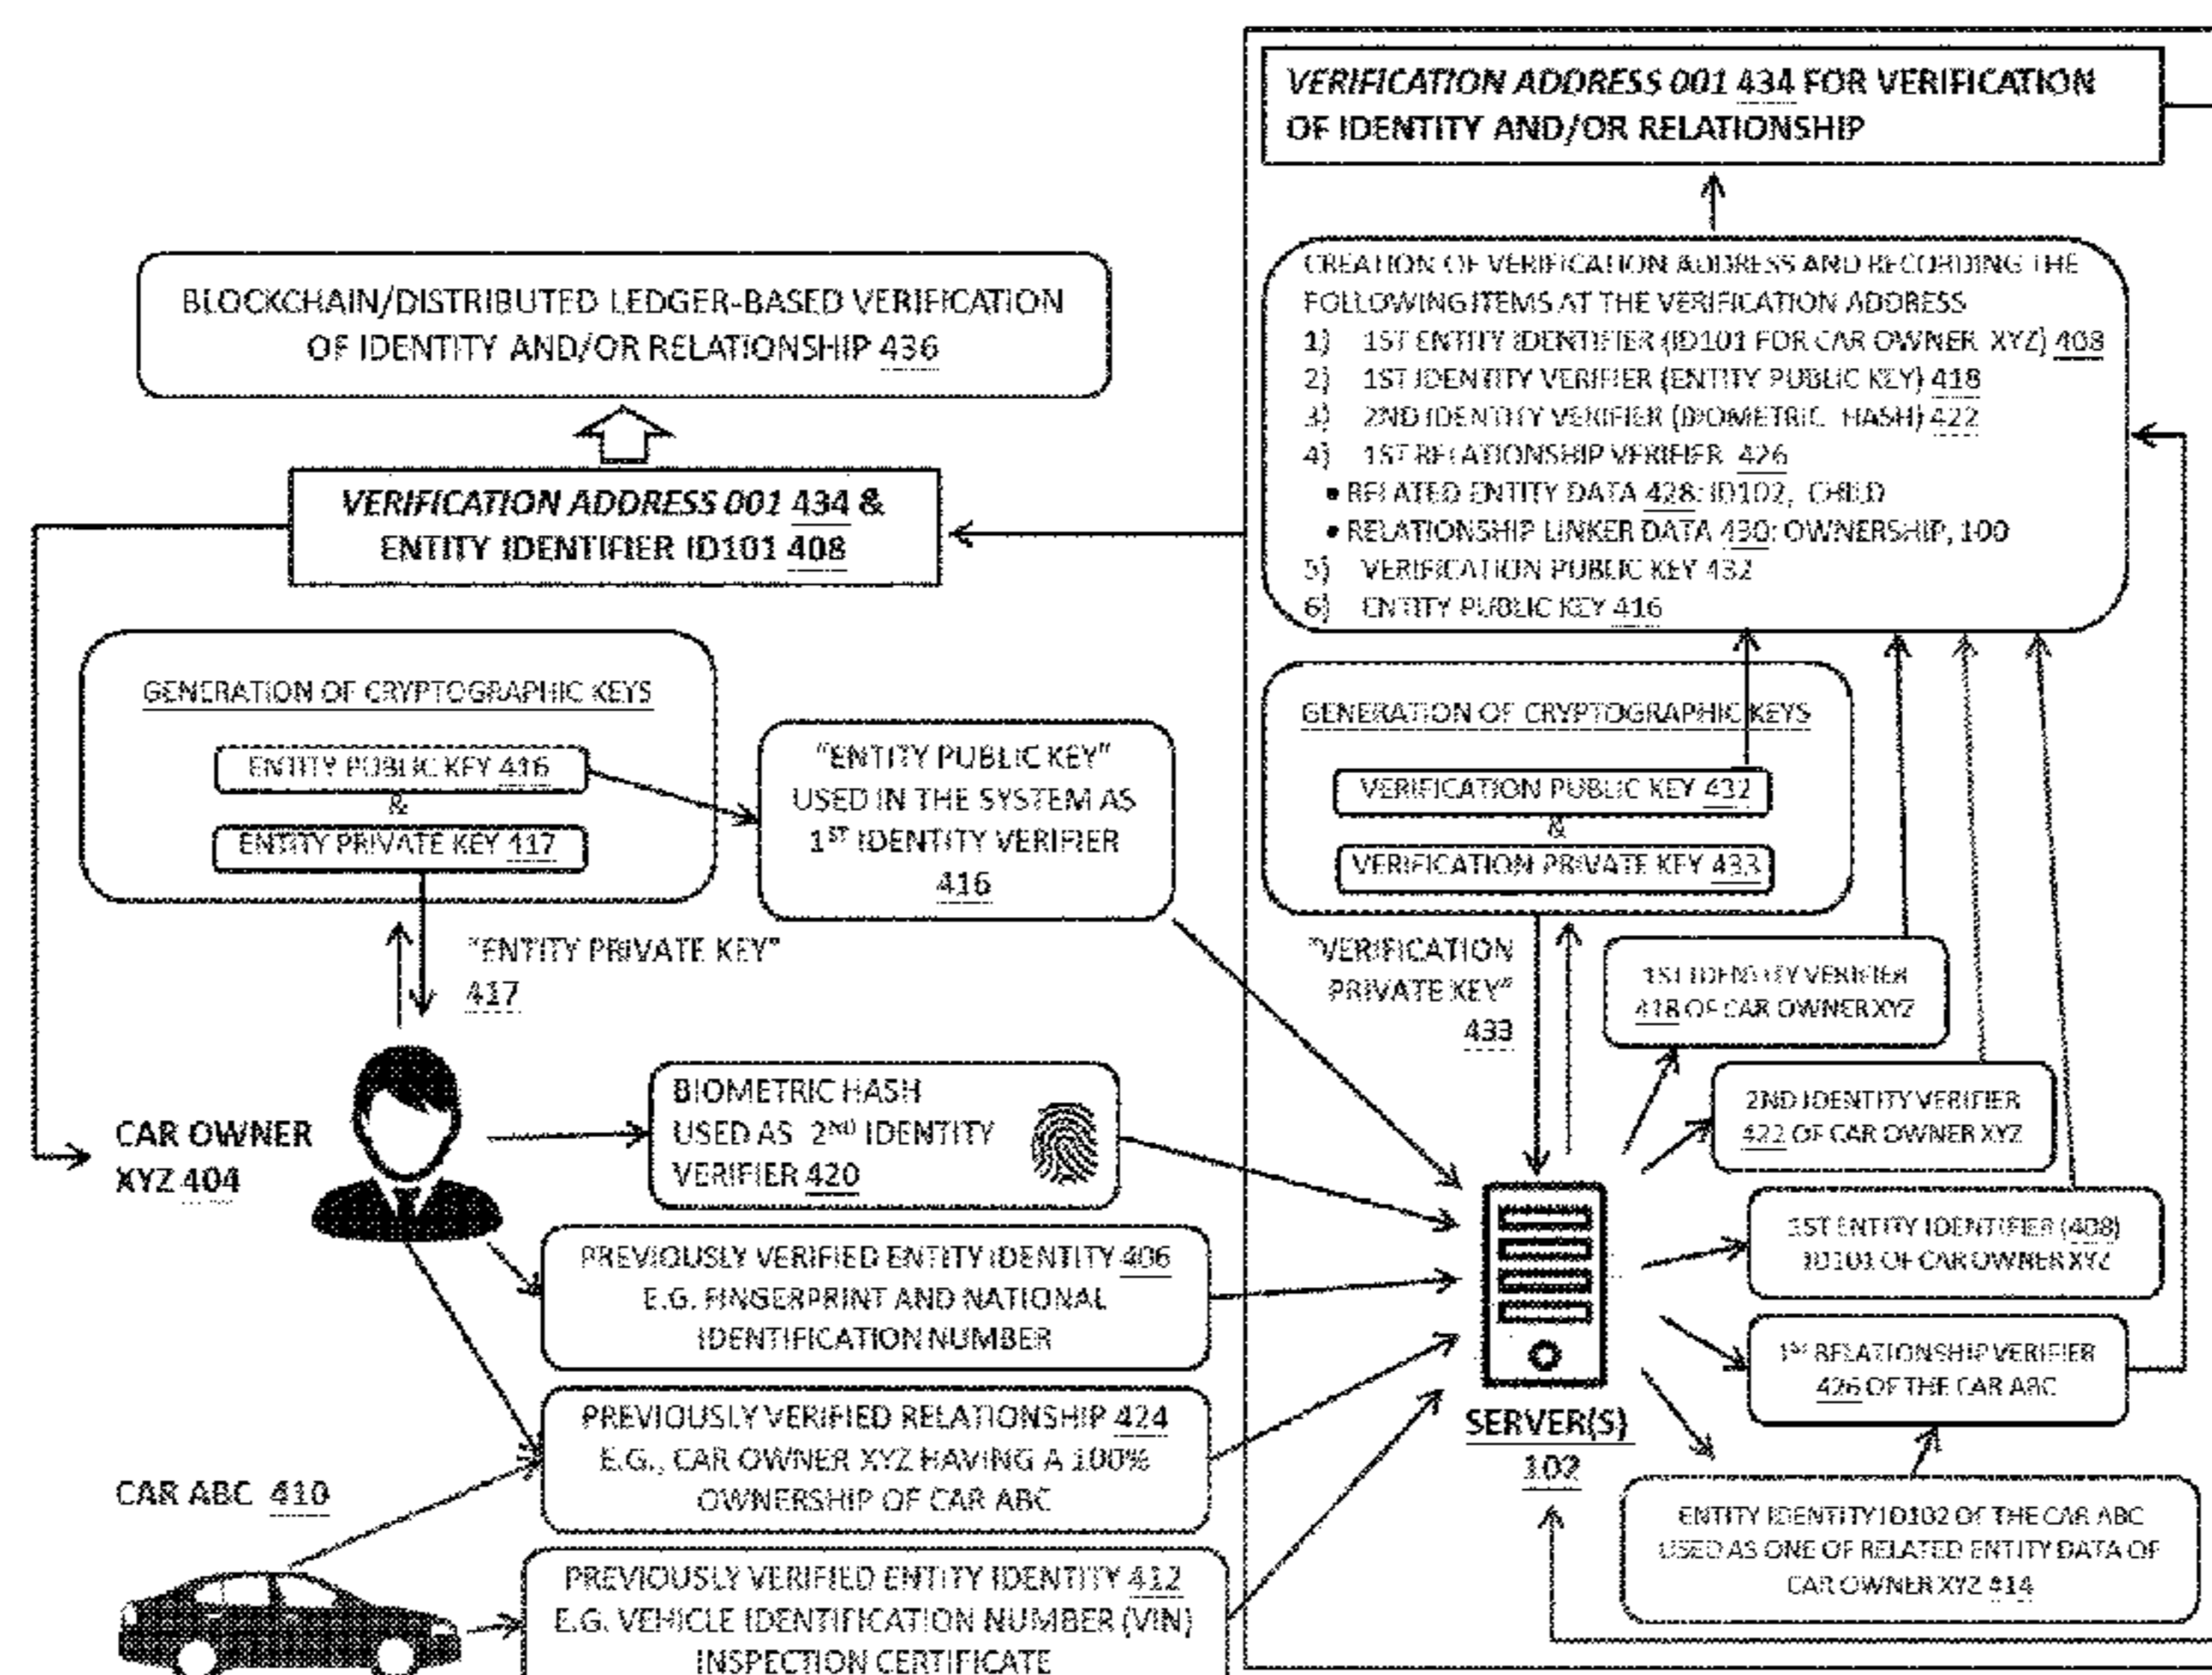 VERIFICATION ADDRESS 001 434 FOR VERIFICATION
OF IDENTITY AND/OR RELATIONSHIP
CREATION OF VERIFICATION ADDRESS AND RECORDING THE
FOLLOWING ITEMS AT THE VERIFICATION ADDRESS
1) 1ST ENTITY IDENTIFIER (ID101 FOR CAR OWNER XYZ) 408
2) 1ST IDENTITY VERIFIER (ENTITY PUBLIC KEY) 418
3) 2ND IDENTITY VERIFIER (BIOMETRIC HASH) 422
4) 1ST RELATIONSHIP VERIFIER 426
• RELATED ENTITY DATA 428: ID102, CHILD
• RELATIONSHIP LINKER DATA 430: OWNERSHIP, 100
5) VERIFICATION PUBLIC KEY 432
6) ENTITY PUBLIC KEY 416
BLOCKCHAIN/DISTRIBUTED LEDGER-BASED VERIFICATION
OF IDENTITY AND/OR RELATIONSHIP 436
VERIFICATION ADDRESS 001 434 &
ENTITY IDENTIFIER ID101 408
GENERATION OF CRYPTOGRAPHIC KEYS
ENTITY PUBLIC KEY 416
&
ENTITY PRIVATE KEY 417
"ENTITY PUBLIC KEY"
USED IN THE SYSTEM AS
1ST IDENTITY VERIFIER
416
GENERATION OF CRYPTOGRAPHIC KEYS
VERIFICATION PUBLIC KEY 432
&
VERIFICATION PRIVATE KEY 433
"ENTITY PRIVATE KEY"
417
"VERIFICATION
PRIVATE KEY"
433
1ST IDENTITY VERIFIER
418 OF CAR OWNER XYZ
2ND IDENTITY VERIFIER
422 OF CAR OWNER XYZ
1ST ENTITY IDENTIFIER (408)
ID101 OF CAR OWNER XYZ
1ST RELATIONSHIP VERIFIER
426 OF THE CAR ABC
ENTITY IDENTITY ID102 OF THE CAR ABC
USED AS ONE OF RELATED ENTITY DATA OF
CAR OWNER XYZ 414
CAR OWNER
XYZ 404
BIOMETRIC HASH
USED AS 2ND IDENTITY
VERIFIER 420
PREVIOUSLY VERIFIED ENTITY IDENTITY 406
E.G. FINGERPRINT AND NATIONAL
IDENTIFICATION NUMBER
PREVIOUSLY VERIFIED RELATIONSHIP 424
E.G., CAR OWNER XYZ HAVING A 100%
OWNERSHIP OF CAR ABC
SERVER(S)
102
CAR ABC 410
PREVIOUSLY VERIFIED ENTITY IDENTITY 412
E.G. VEHICLE IDENTIFICATION NUMBER (VIN)
INSPECTION CERTIFICATE